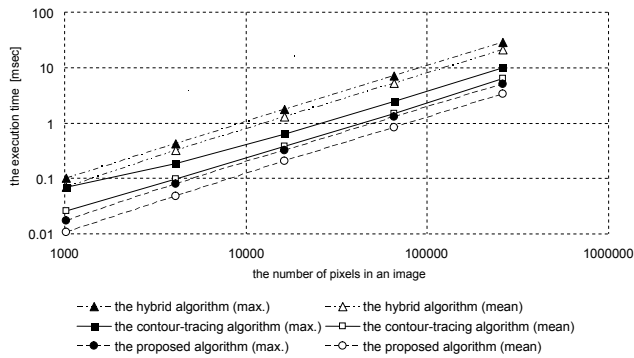 100
10
1
0.1
0.01
the execution time [msec]
1000 10000 100000 1000000
the number of pixels in an image
the hybrid algorithm (max.) the hybrid algorithm (mean)
the contour-tracing algorithm (max.) the contour-tracing algorithm (mean)
the proposed algorithm (max.) the proposed algorithm (mean)